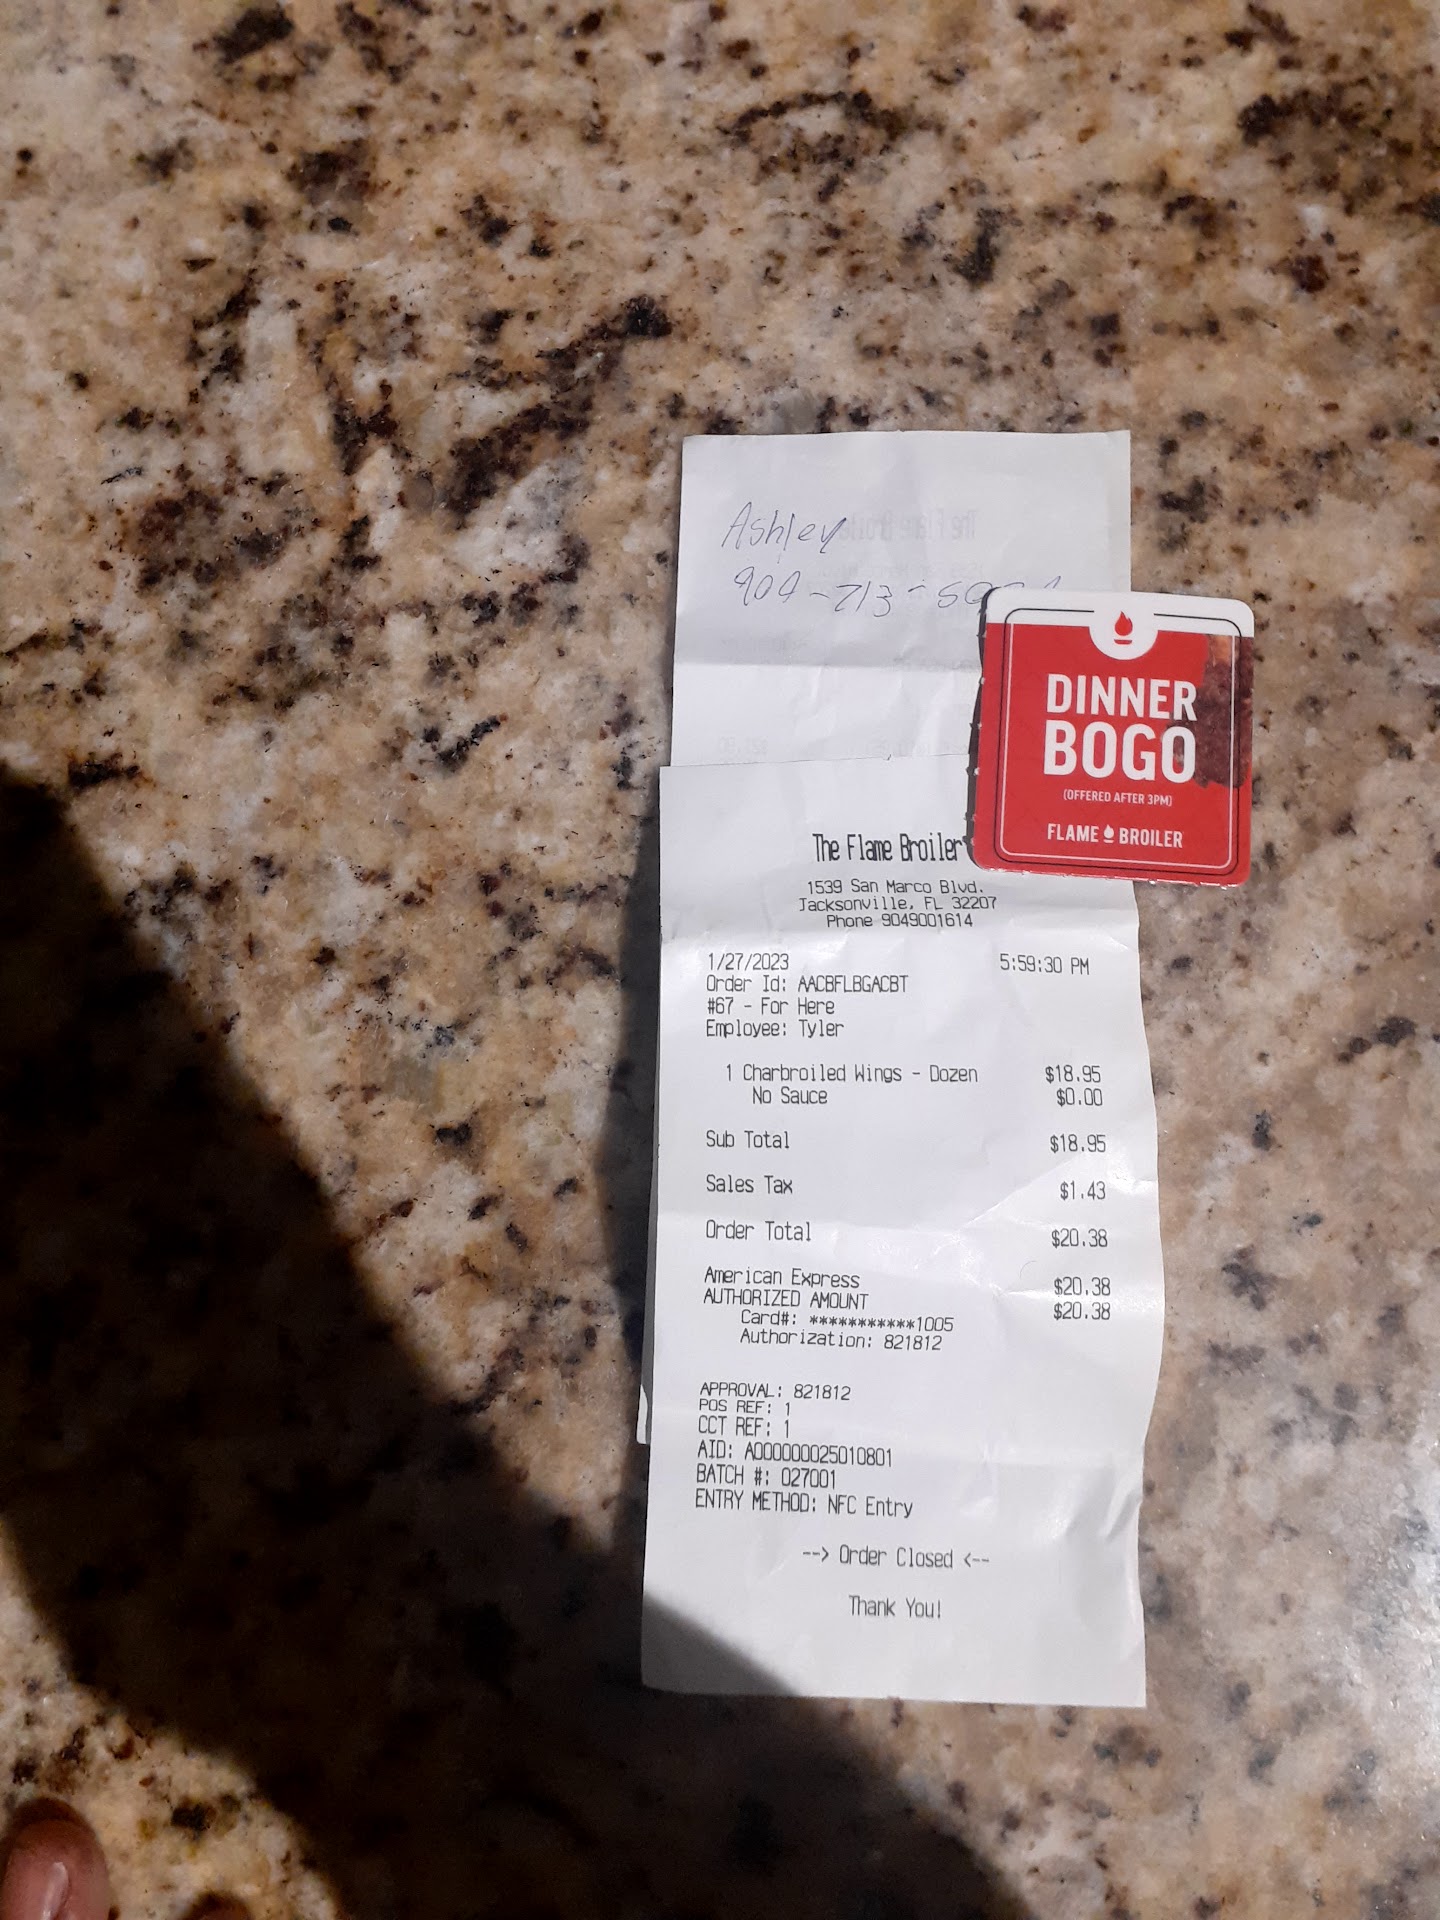 Ashley
904-713-
DINNER
BOGO
(OFFERED AFTER 3PM)
FLAME BROILER
The Flame Broiler
1539 San Marco Blvd.
Jacksonville, FL 32207
Phone 9049001614
1/27/2023 5:59:30 PM
Order Id: AACBFLBGACBT
#67 - For Here
Employee: Tyler
1 Charbroiled Wings - Dozen $18.95
No Sauce $0.00
Sub Total $18.95
Sales Tax $1.43
Order Total $20.38
American Express $20.38
AUTHORIZED AMOUNT $20.38
Card#: ***********1005
Authorization: 821812
APPROVAL: 821812
POS REF: 1
CCT REF: 1
AID: A000000025010801
BATCH #: 027001
ENTRY METHOD: NFC Entry
--> Order Closed <--
Thank You!